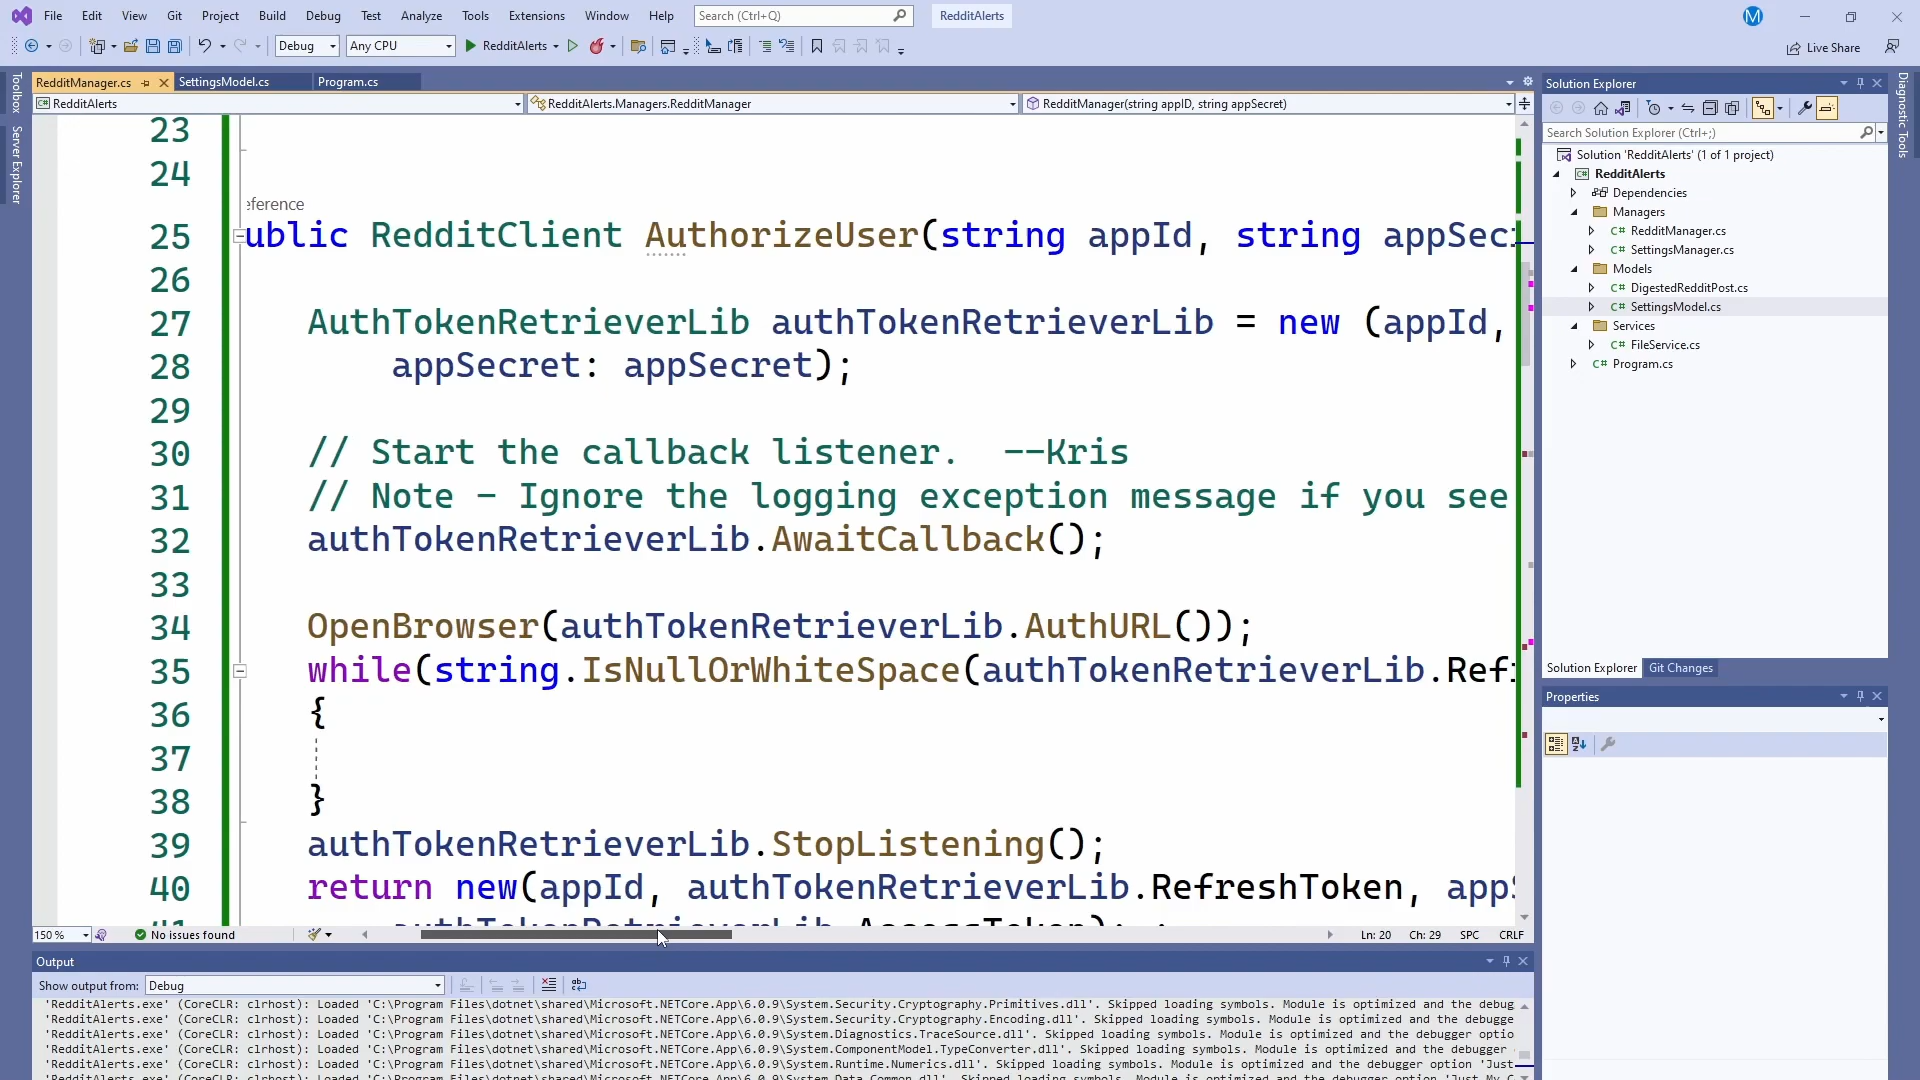 File Edit View Git Project Build Debug Test Analyze Tools Extensions Window Help Search (Ctrl+Q) RedditAlerts M
Debug Any CPU RedditAlerts Live Share
Toolbox
Server Explorer
RedditManager.cs SettingsModel.cs Program.cs
RedditAlerts RedditAlerts.Managers.RedditManager RedditManager(string appID, string appSecret)
23
24
eference
25 ublic RedditClient AuthorizeUser(string appId, string appSec
26
27 AuthTokenRetrieverLib authTokenRetrieverLib = new (appId,
28 appSecret: appSecret);
29
30 // Start the callback listener.  --Kris
31 // Note – Ignore the logging exception message if you see
32 authTokenRetrieverLib.AwaitCallback();
33
34 OpenBrowser(authTokenRetrieverLib.AuthURL());
35 while(string.IsNullOrWhiteSpace(authTokenRetrieverLib.Ref
36 {
37
38 }
39 authTokenRetrieverLib.StopListening();
40 return new(appId, authTokenRetrieverLib.RefreshToken, app
150 % No issues found Ln: 20 Ch: 29 SPC CRLF
Output
Show output from: Debug
'RedditAlerts.exe' (CoreCLR: clrhost): Loaded 'C:\Program Files\dotnet\shared\Microsoft.NETCore.App\6.0.9\System.Security.Cryptography.Primitives.dll'. Skipped loading symbols. Module is optimized and the debug
'RedditAlerts.exe' (CoreCLR: clrhost): Loaded 'C:\Program Files\dotnet\shared\Microsoft.NETCore.App\6.0.9\System.Security.Cryptography.Encoding.dll'. Skipped loading symbols. Module is optimized and the debugge
'RedditAlerts.exe' (CoreCLR: clrhost): Loaded 'C:\Program Files\dotnet\shared\Microsoft.NETCore.App\6.0.9\System.Diagnostics.TraceSource.dll'. Skipped loading symbols. Module is optimized and the debugger optio
'RedditAlerts.exe' (CoreCLR: clrhost): Loaded 'C:\Program Files\dotnet\shared\Microsoft.NETCore.App\6.0.9\System.ComponentModel.TypeConverter.dll'. Skipped loading symbols. Module is optimized and the debugger
'RedditAlerts.exe' (CoreCLR: clrhost): Loaded 'C:\Program Files\dotnet\shared\Microsoft.NETCore.App\6.0.9\System.Runtime.Numerics.dll'. Skipped loading symbols. Module is optimized and the debugger option 'Just
Solution Explorer
Search Solution Explorer (Ctrl+;)
Solution 'RedditAlerts' (1 of 1 project)
RedditAlerts
Dependencies
Managers
C# RedditManager.cs
C# SettingsManager.cs
Models
C# DigestedRedditPost.cs
C# SettingsModel.cs
Services
C# FileService.cs
C# Program.cs
Solution Explorer Git Changes
Properties
Diagnostic Tools